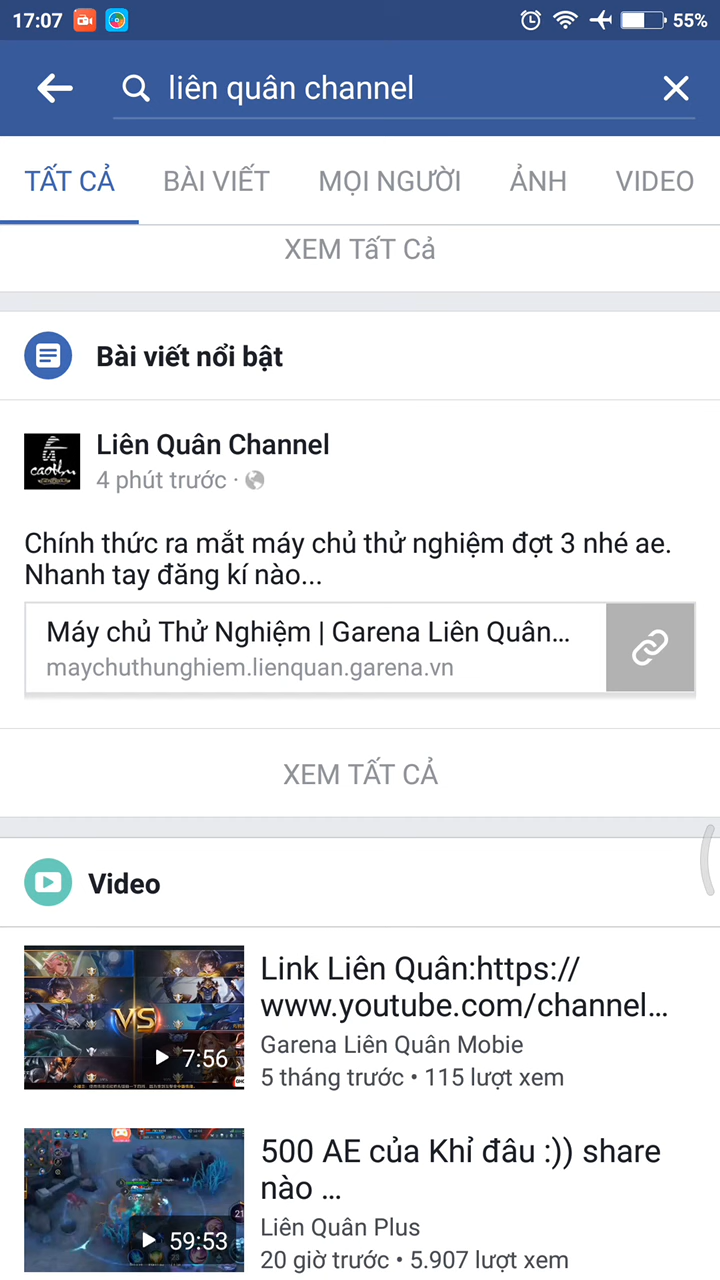 17:07
55%
liên quân channel
TẤT CẢ BÀI VIẾT MỌI NGƯỜI ẢNH VIDEO
XEM TấT Cả
Bài viết nổi bật
Liên Quân Channel
4 phút trước ·
caothu
Chính thức ra mắt máy chủ thử nghiệm đợt 3 nhé ae.
Nhanh tay đăng kí nào...
Máy chủ Thử Nghiệm | Garena Liên Quân...
maychuthunghiem.lienquan.garena.vn
XEM TẤT CẢ
Video
Link Liên Quân:https://
www.youtube.com/channel...
Garena Liên Quân Mobie
5 tháng trước • 115 lượt xem
VS
7:56
500 AE của Khỉ đâu :)) share
nào ...
Liên Quân Plus
20 giờ trước • 5.907 lượt xem
59:53